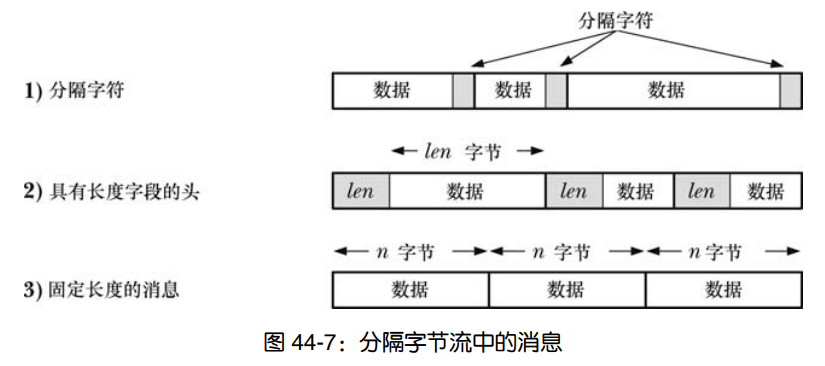 分隔字符
1) 分隔字符
数据 数据 数据
len 字节
2) 具有长度字段的头
len 数据 len 数据 len 数据
n 字节 n 字节 n 字节
3) 固定长度的消息
数据 数据 数据
图 44-7：分隔字节流中的消息